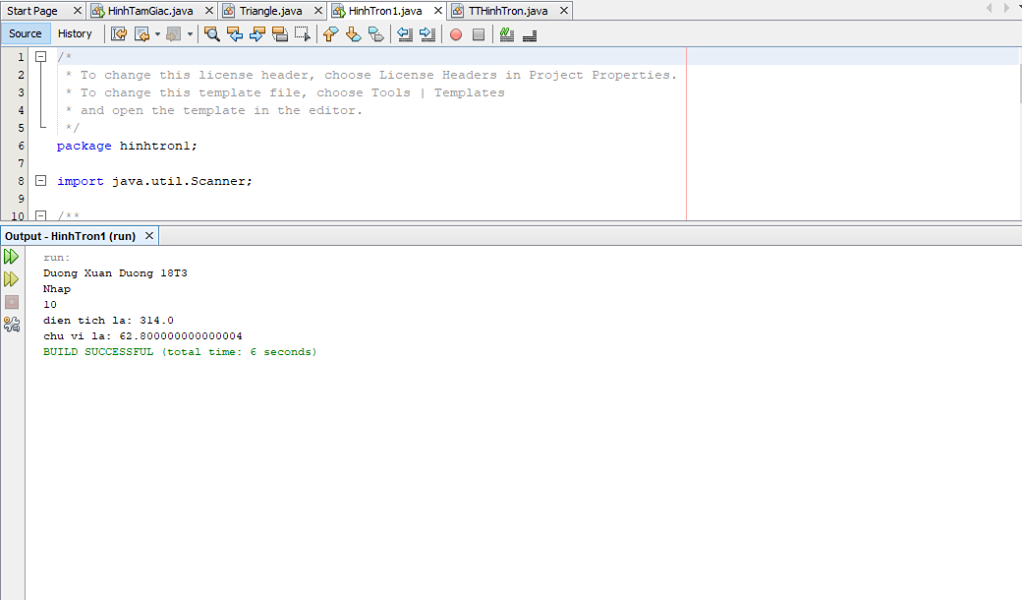 Start Page HinhTamGiac.java Triangle.java HinhTron1.java TTHinhTron.java
Source History
1 /*
2 * To change this license header, choose License Headers in Project Properties.
3 * To change this template file, choose Tools | Templates
4 * and open the template in the editor.
5 */
6 package hinhtron1;
7
8 import java.util.Scanner;
9
10 /**
Output - HinhTron1 (run)
run:
Duong Xuan Duong 18T3
Nhap
10
dien tich la: 314.0
chu vi la: 62.800000000000004
BUILD SUCCESSFUL (total time: 6 seconds)